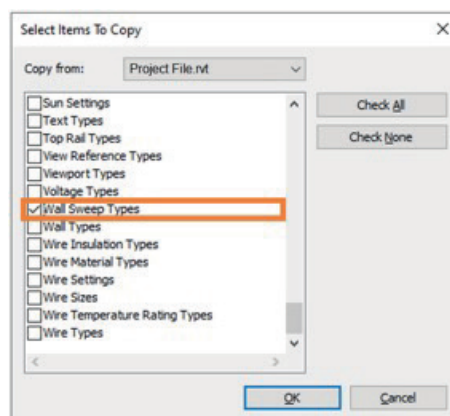 Select Items To Copy
Copy from: Project File.rvt
Check All
Check None
Sun Settings
Text Types
Top Rail Types
View Reference Types
Viewport Types
Voltage Types
Wall Sweep Types
Wall Types
Wire Insulation Types
Wire Material Types
Wire Settings
Wire Sizes
Wire Temperature Rating Types
Wire Types
OK
Cancel